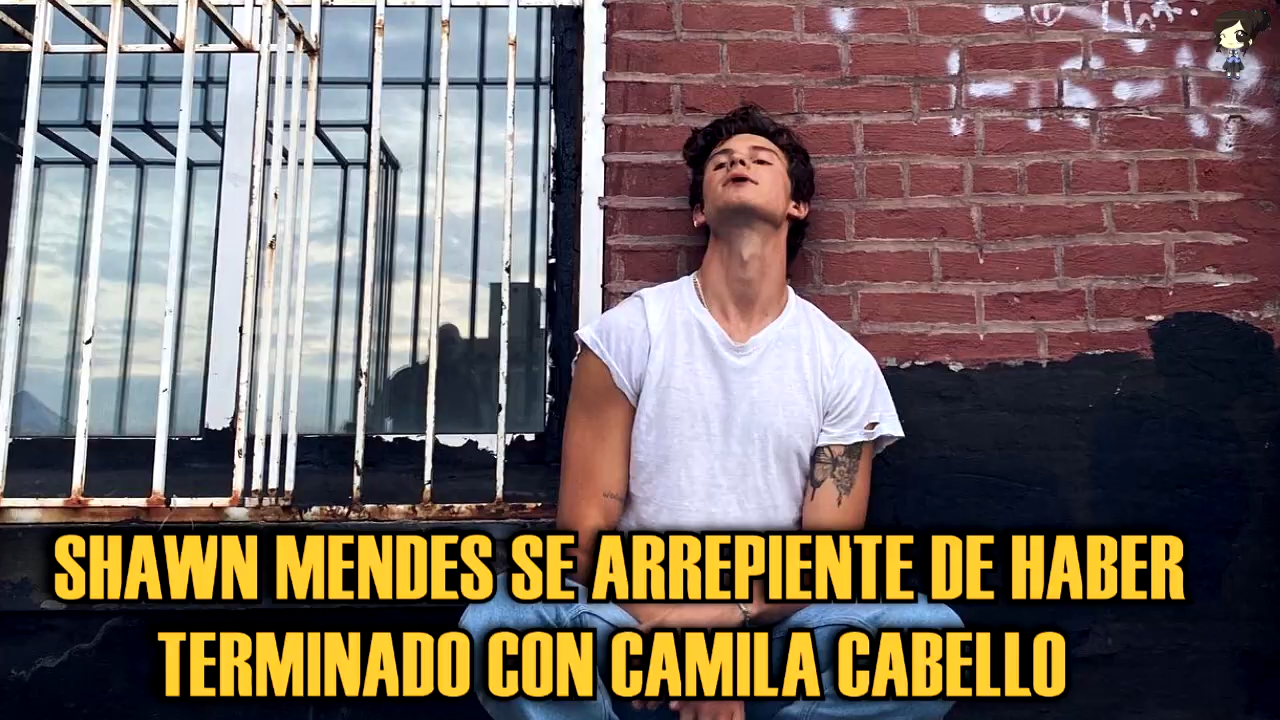 SHAWN MENDES SE ARREPIENTE DE HABER
TERMINADO CON CAMILA CABELLO